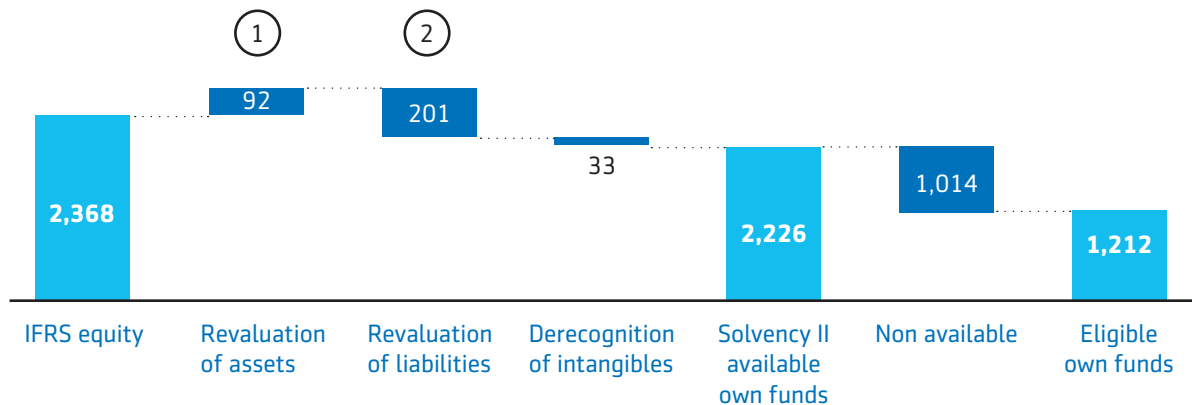 1
2
92
201
33
2,368
2,226
1,014
1,212
IFRS equity
Revaluation
of assets
Revaluation
of liabilities
Derecognition
of intangibles
Solvency II
available
own funds
Non available
Eligible
own funds